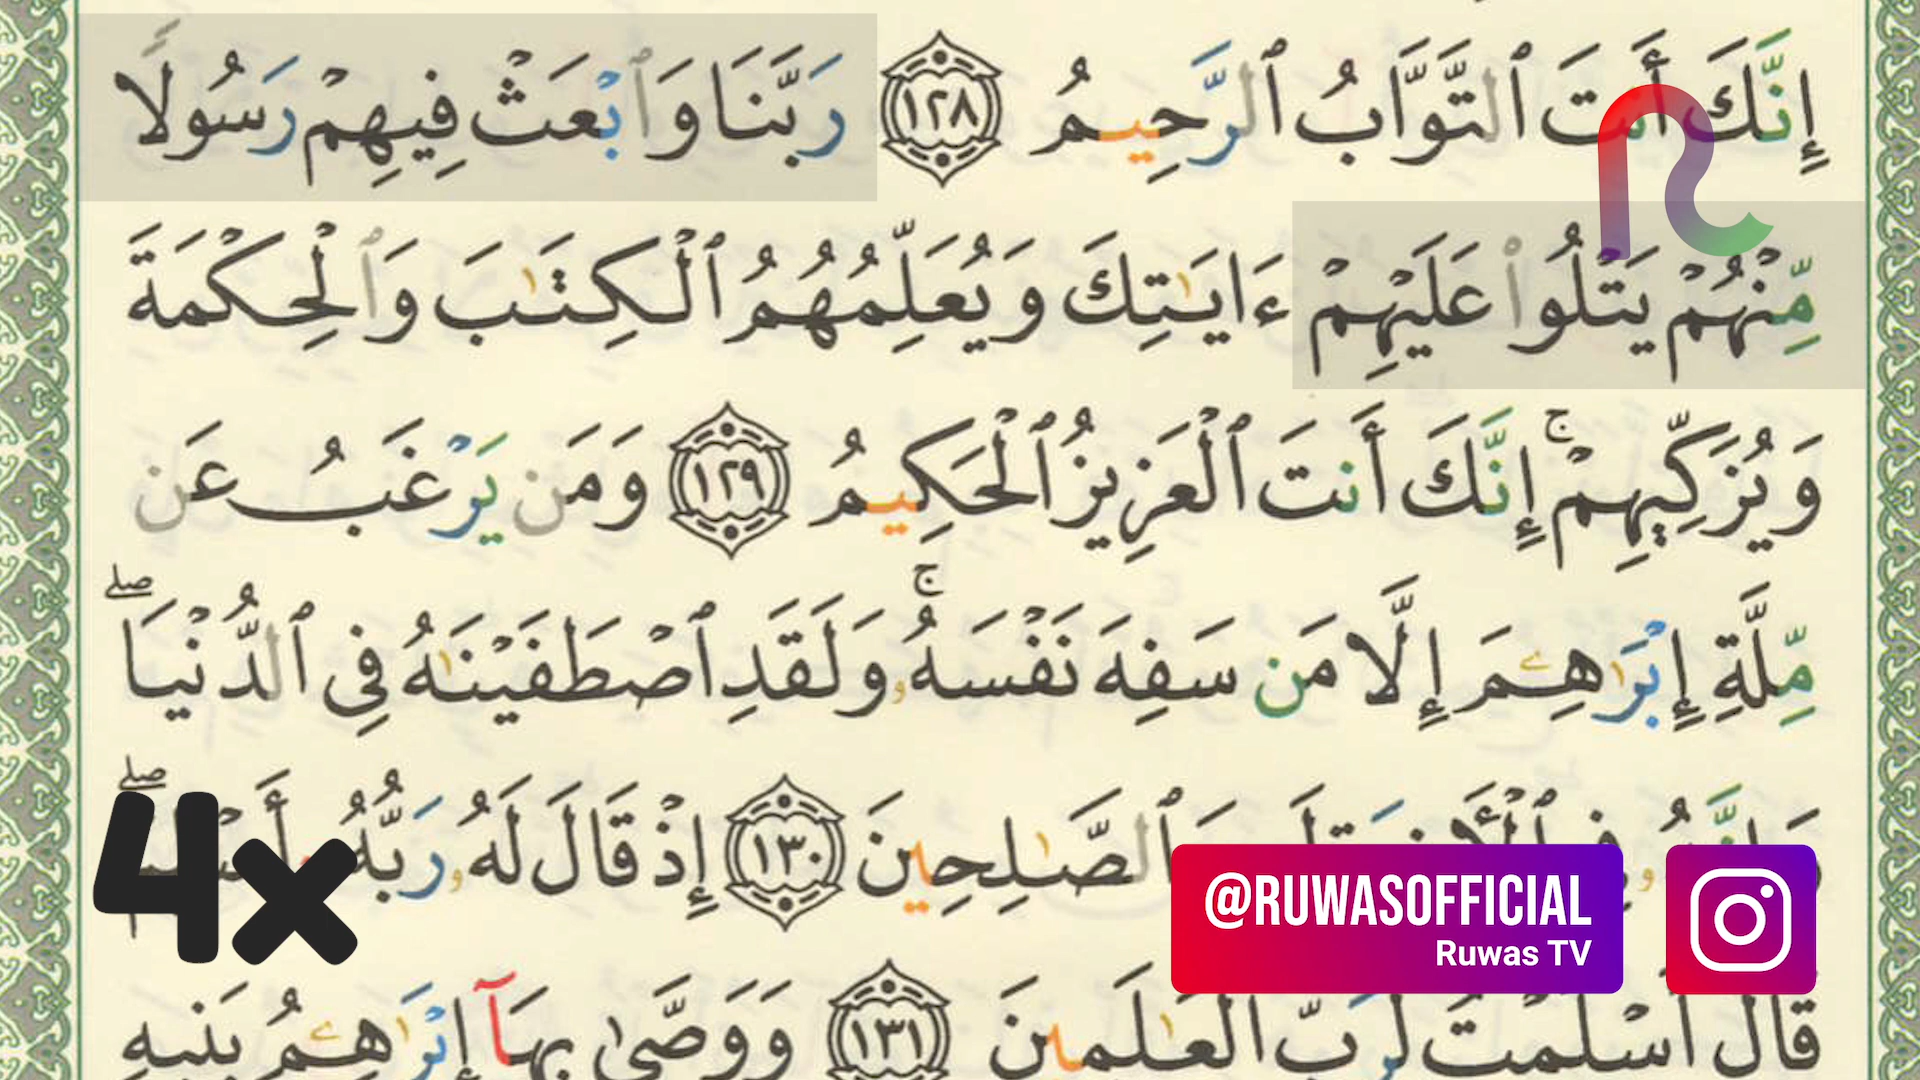 إِنَّكَ أَنتَ ٱلتَّوَّابُ ٱلرَّحِيمُ ١٢٨ رَبَّنَا وَٱبْعَثْ فِيهِمْ رَسُولًا
مِّنْهُمْ يَتْلُوا۟ عَلَيْهِمْ ءَايَـٰتِكَ وَيُعَلِّمُهُمُ ٱلْكِتَـٰبَ وَٱلْحِكْمَةَ
وَيُزَكِّيهِمْ ۚ إِنَّكَ أَنتَ ٱلْعَزِيزُ ٱلْحَكِيمُ ١٢٩ وَمَن يَرْغَبُ عَن
مِّلَّةِ إِبْرَٰهِـۧمَ إِلَّا مَن سَفِهَ نَفْسَهُۥ ۚ وَلَقَدِ ٱصْطَفَيْنَـٰهُ فِى ٱلدُّنْيَا ۖ
ٱلصَّـٰلِحِينَ ١٣٠ إِذْ قَالَ لَهُۥ رَبُّهُۥٓ
4x
@RUWASOFFICIAL
Ruwas TV
قَالَ أَسْلَمْتُ لِرَبِّ ٱلْعَـٰلَمِينَ ١٣١ وَوَصَّىٰ بِهَآ إِبْرَٰهِـۧمُ بَنِيهِ